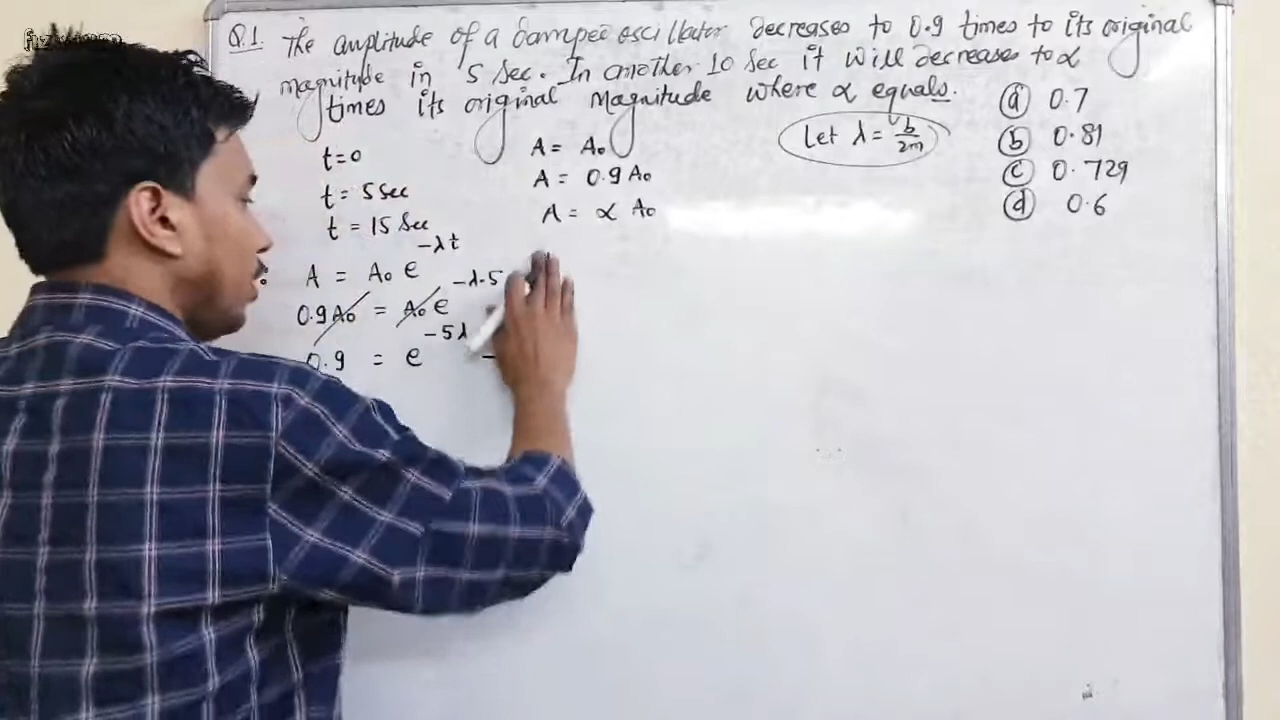 Q.1 The amplitude of a damped oscillator decreases to 0.9 times to its original
magnitude in 5 sec. In another 10 sec it will decreases to α
times its original Magnitude where α equals.
Let λ = b/2m
(a) 0.7
(b) 0.81
(c) 0.729
(d) 0.6
t = 0 A = A₀
t = 5 sec A = 0.9 A₀
t = 15 sec A = α A₀
A = A₀ e^(-λt)
0.9A₀ = A₀ e^(-λ·5)
0.9 = e^(-5λ)